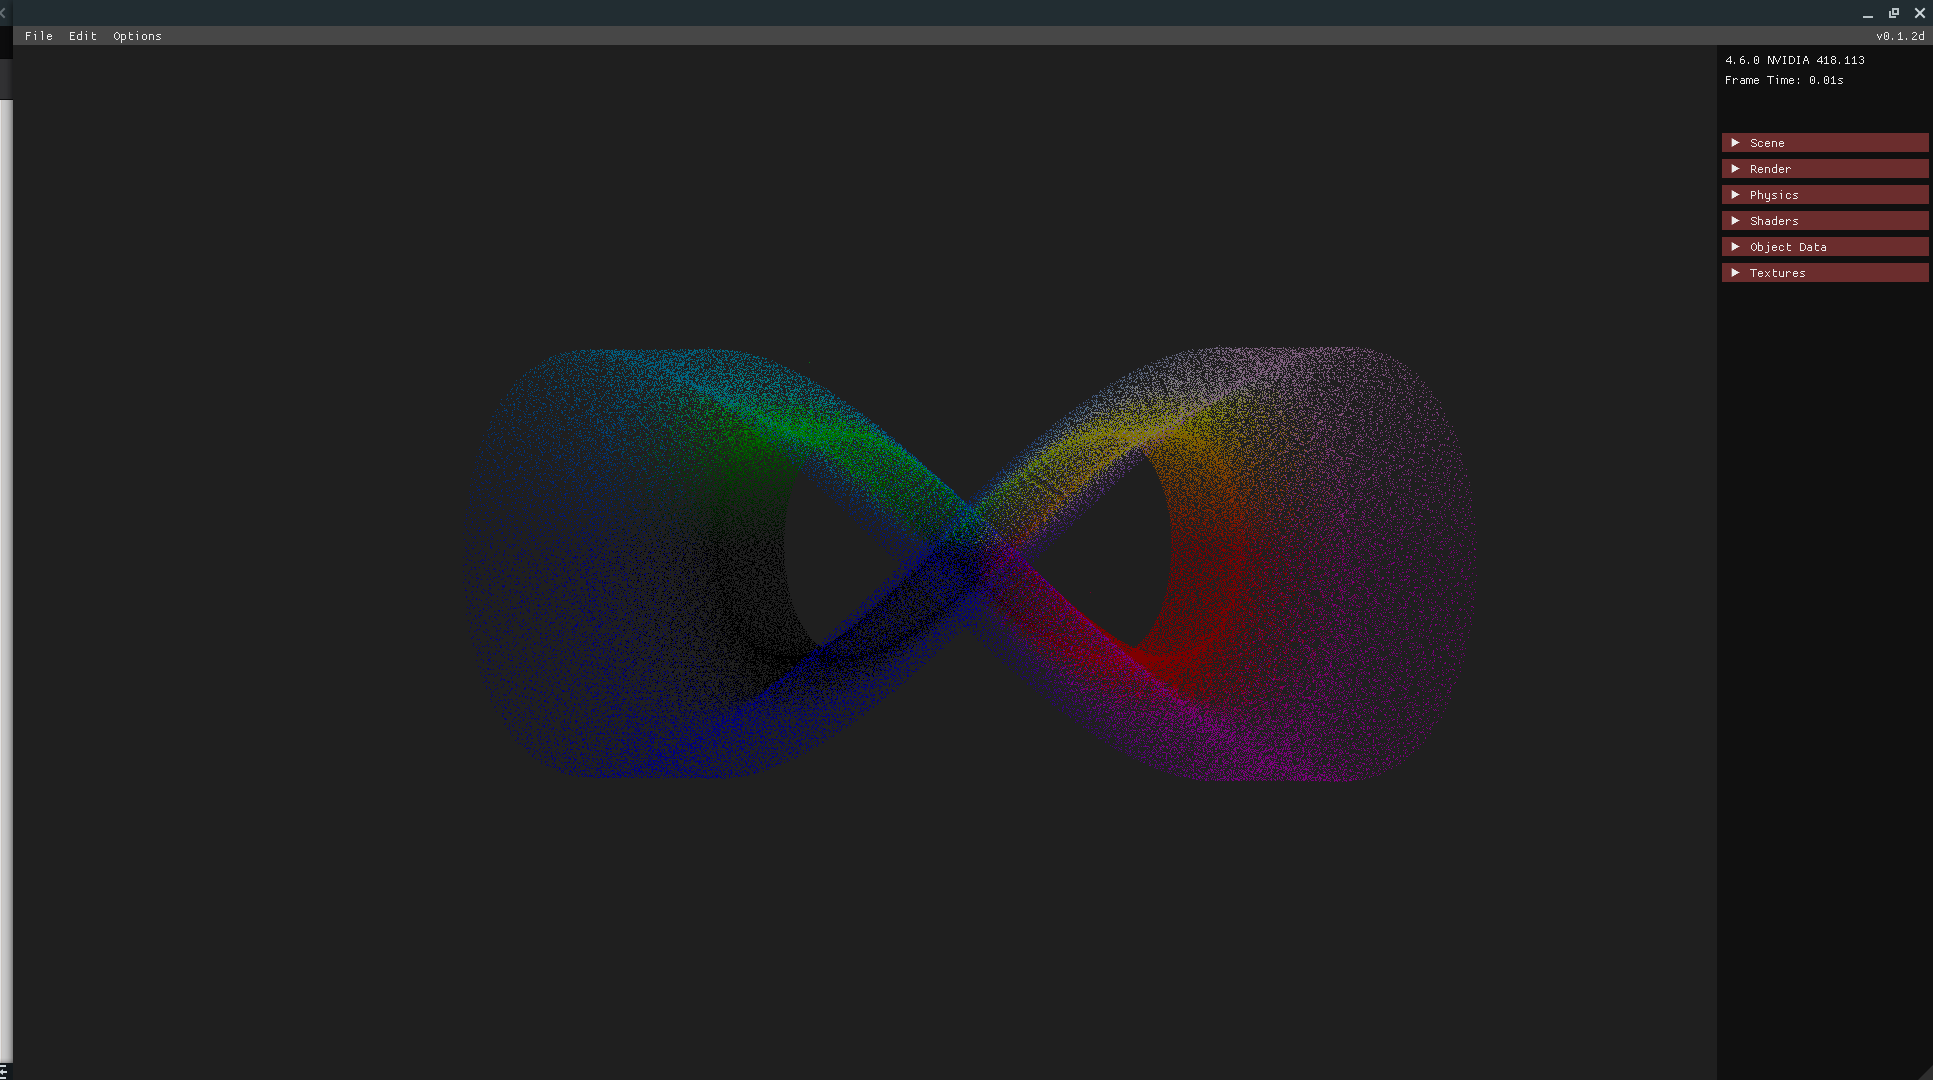 File Edit Options
v0.1.2d
4.6.0 NVIDIA 418.113
Frame Time: 0.01s
Scene
Render
Physics
Shaders
Object Data
Textures